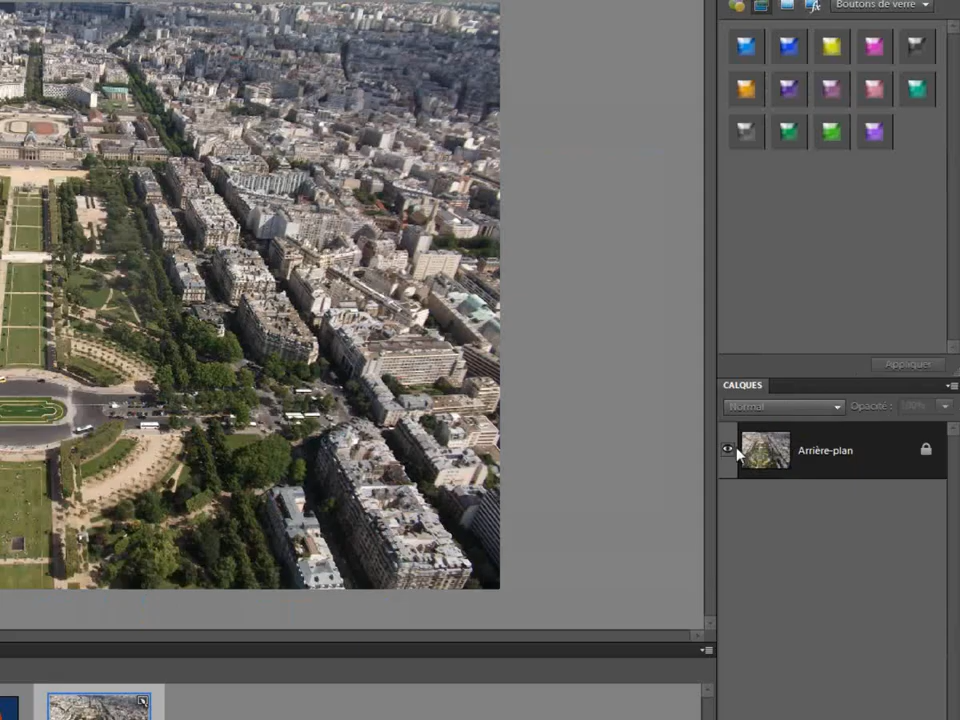 Boutons de verre
Appliquer
CALQUES
Normal
Opacité : 100%
Arrière-plan